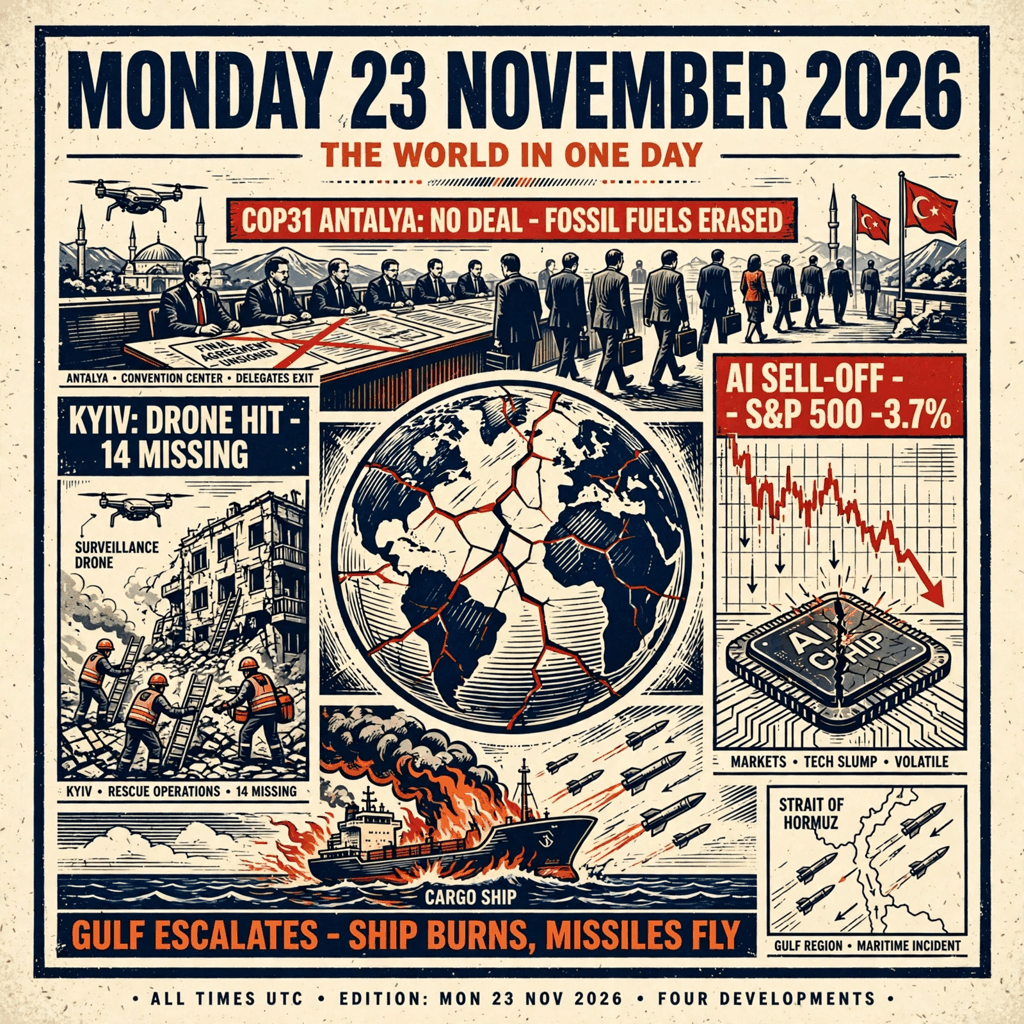 MONDAY 23 NOVEMBER 2026
THE WORLD IN ONE DAY
COP31 ANTALYA: NO DEAL - FOSSIL FUELS ERASED
FINAL
AGREEMENT
UNSIGNED
ANTALYA • CONVENTION CENTER • DELEGATES EXIT
KYIV: DRONE HIT -
14 MISSING
SURVEILLANCE
DRONE
KYIV • RESCUE OPERATIONS • 14 MISSING
AI SELL-OFF -
- S&P 500 -3.7%
AI
CHIP
MARKETS • TECH SLUMP • VOLATILE
CARGO SHIP
GULF ESCALATES - SHIP BURNS, MISSILES FLY
STRAIT OF
HORMUZ
GULF REGION • MARITIME INCIDENT
• ALL TIMES UTC • EDITION: MON 23 NOV 2026 • FOUR DEVELOPMENTS •